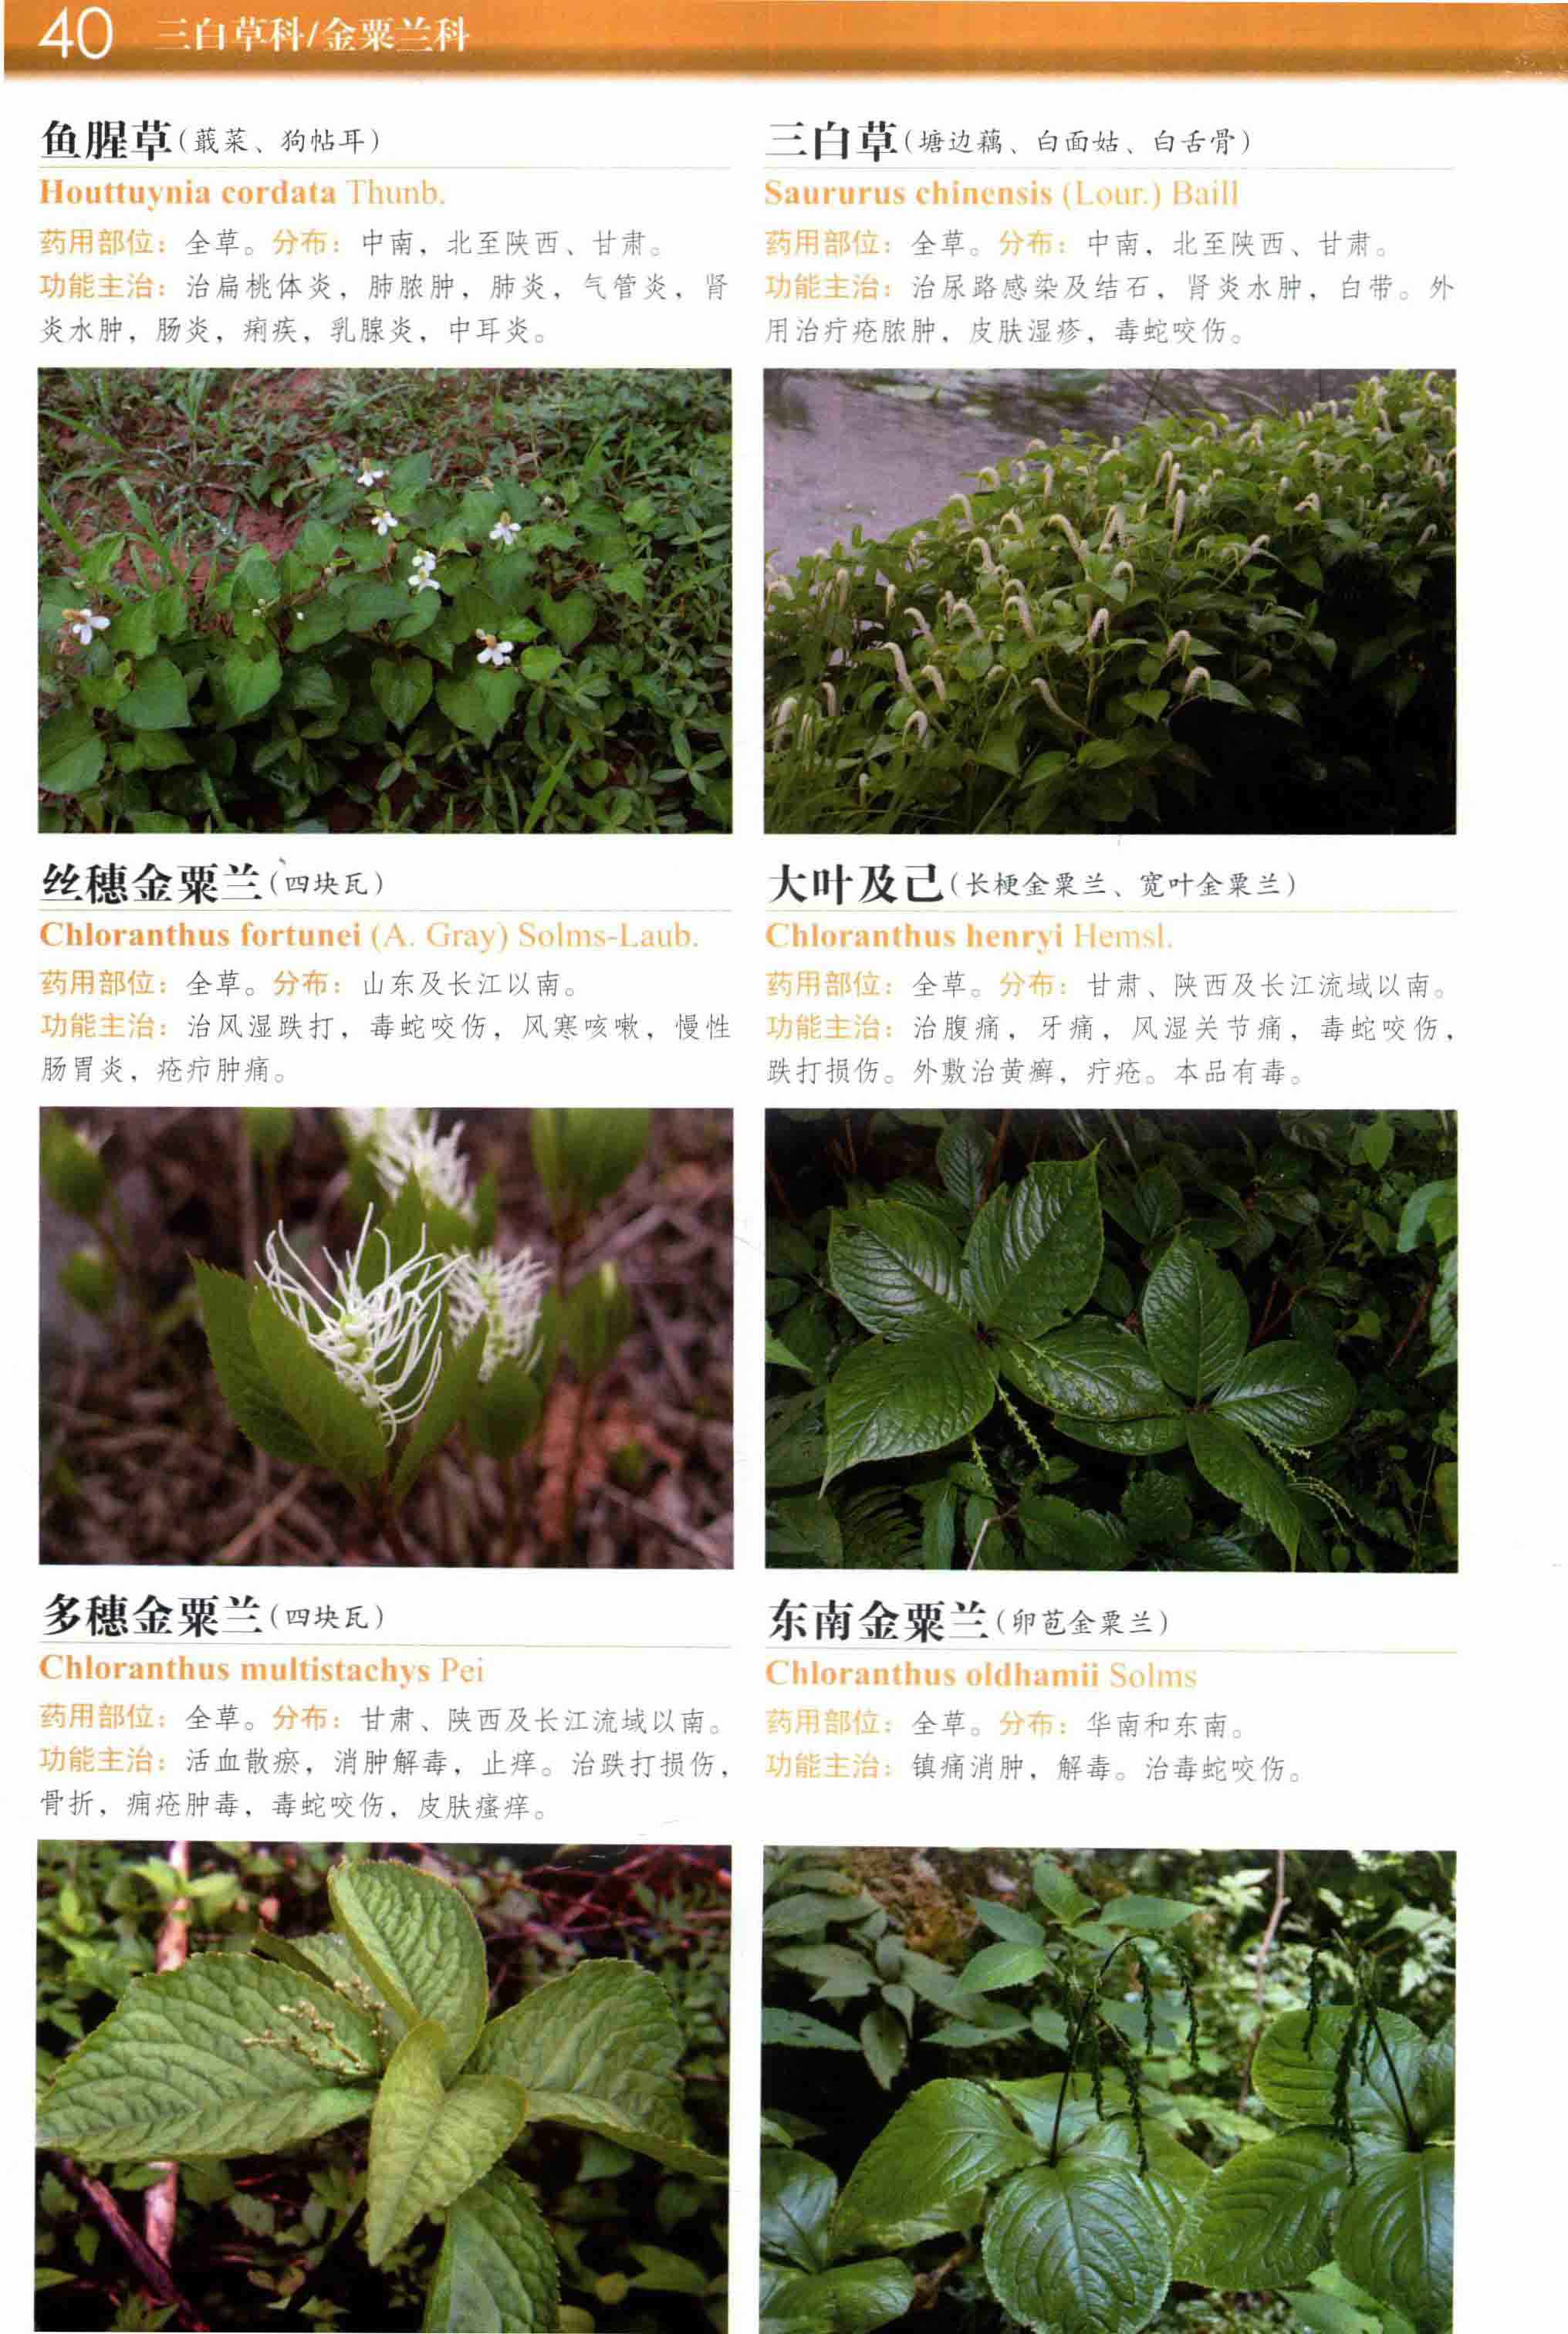 40 三白草科/金粟兰科
鱼腥草(蕺菜、狗帖耳)
Houttuynia cordata Thunb.
药用部位：全草。分布：中南，北至陕西、甘肃。
功能主治：治扁桃体炎，肺脓肿，肺炎，气管炎，肾
炎水肿，肠炎，痢疾，乳腺炎，中耳炎。
三白草(塘边藕、白面姑、白舌骨)
Saururus chinensis (Lour.) Baill
药用部位：全草。分布：中南，北至陕西、甘肃。
功能主治：治尿路感染及结石，肾炎水肿，白带。外
用治疔疮脓肿，皮肤湿疹，毒蛇咬伤。
丝穗金粟兰(四块瓦)
Chloranthus fortunei (A. Gray) Solms-Laub.
药用部位：全草。分布：山东及长江以南。
功能主治：治风湿跌打，毒蛇咬伤，风寒咳嗽，慢性
肠胃炎，疮疖肿痛。
大叶及己(长梗金粟兰、宽叶金粟兰)
Chloranthus henryi Hemsl.
药用部位：全草。分布：甘肃、陕西及长江流域以南。
功能主治：治腹痛，牙痛，风湿关节痛，毒蛇咬伤，
跌打损伤。外敷治黄癣，疔疮。本品有毒。
多穗金粟兰(四块瓦)
Chloranthus multistachys Pei
药用部位：全草。分布：甘肃、陕西及长江流域以南。
功能主治：活血散瘀，消肿解毒，止痒。治跌打损伤，
骨折，痈疮肿毒，毒蛇咬伤，皮肤瘙痒。
东南金粟兰(卵苞金粟兰)
Chloranthus oldhamii Solms
药用部位：全草。分布：华南和东南。
功能主治：镇痛消肿，解毒。治毒蛇咬伤。